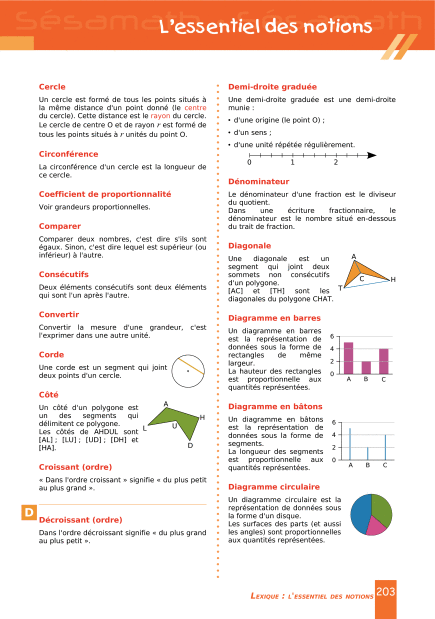 Sésamath
Sésamath
L'essentiel des notions
Cercle
Un cercle est formé de tous les points situés à
la même distance d'un point donné (le centre
du cercle). Cette distance est le rayon du cercle.
Le cercle de centre O et de rayon r est formé de
tous les points situés à r unités du point O.
Circonférence
La circonférence d'un cercle est la longueur de
ce cercle.
Coefficient de proportionnalité
Voir grandeurs proportionnelles.
Comparer
Comparer deux nombres, c'est dire s'ils sont
égaux. Sinon, c'est dire lequel est supérieur (ou
inférieur) à l'autre.
Consécutifs
Deux éléments consécutifs sont deux éléments
qui sont l'un après l'autre.
Convertir
Convertir la mesure d'une grandeur, c'est
l'exprimer dans une autre unité.
Corde
Une corde est un segment qui joint
deux points d'un cercle.
Côté
Un côté d'un polygone est
un des segments qui
délimitent ce polygone.
Les côtés de AHDUL sont
[AL] ; [LU] ; [UD] ; [DH] et
[HA].
A
H
L
U
D
Croissant (ordre)
« Dans l'ordre croissant » signifie « du plus petit
au plus grand ».
D
Décroissant (ordre)
Dans l'ordre décroissant signifie « du plus grand
au plus petit ».
Demi-droite graduée
Une demi-droite graduée est une demi-droite
munie :
• d'une origine (le point O) ;
• d'un sens ;
• d'une unité répétée régulièrement.
0 1 2
Dénominateur
Le dénominateur d'une fraction est le diviseur
du quotient.
Dans une écriture fractionnaire, le
dénominateur est le nombre situé en-dessous
du trait de fraction.
Diagonale
Une diagonale est un
segment qui joint deux
sommets non consécutifs
d'un polygone.
[AC] et [TH] sont les
diagonales du polygone CHAT.
A
C
H
T
Diagramme en barres
Un diagramme en barres
est la représentation de
données sous la forme de
rectangles de même
largeur.
La hauteur des rectangles
est proportionnelle aux
quantités représentées.
6
4
2
0
A B C
Diagramme en bâtons
Un diagramme en bâtons
est la représentation de
données sous la forme de
segments.
La longueur des segments
est proportionnelle aux
quantités représentées.
6
4
2
0
A B C
Diagramme circulaire
Un diagramme circulaire est la
représentation de données sous
la forme d'un disque.
Les surfaces des parts (et aussi
les angles) sont proportionnelles
aux quantités représentées.
LEXIQUE : L'ESSENTIEL DES NOTIONS 203